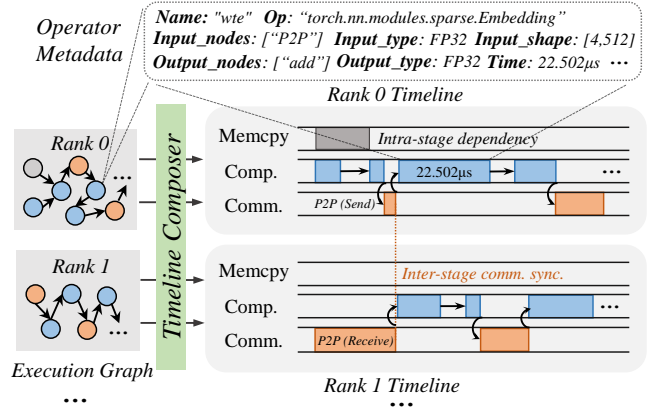 Operator
Metadata
Name: "wte" Op: “torch.nn.modules.sparse.Embedding”
Input_nodes: [“P2P”] Input_type: FP32 Input_shape: [4,512]
Output_nodes: [“add”] Output_type: FP32 Time: 22.502μs ...
Rank 0 Timeline
Rank 0
...
Timeline Composer
Memcpy
Intra-stage dependency
Comp.
22.502μs
...
Comm.
P2P (Send)
Rank 1
...
Memcpy
Inter-stage comm. sync.
Comp.
...
Comm.
P2P (Receive)
Execution Graph
...
Rank 1 Timeline
...